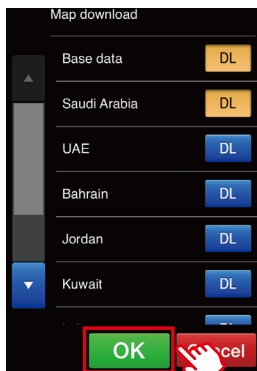 Map download
Base data DL
Saudi Arabia DL
UAE DL
Bahrain DL
Jordan DL
Kuwait DL
OK